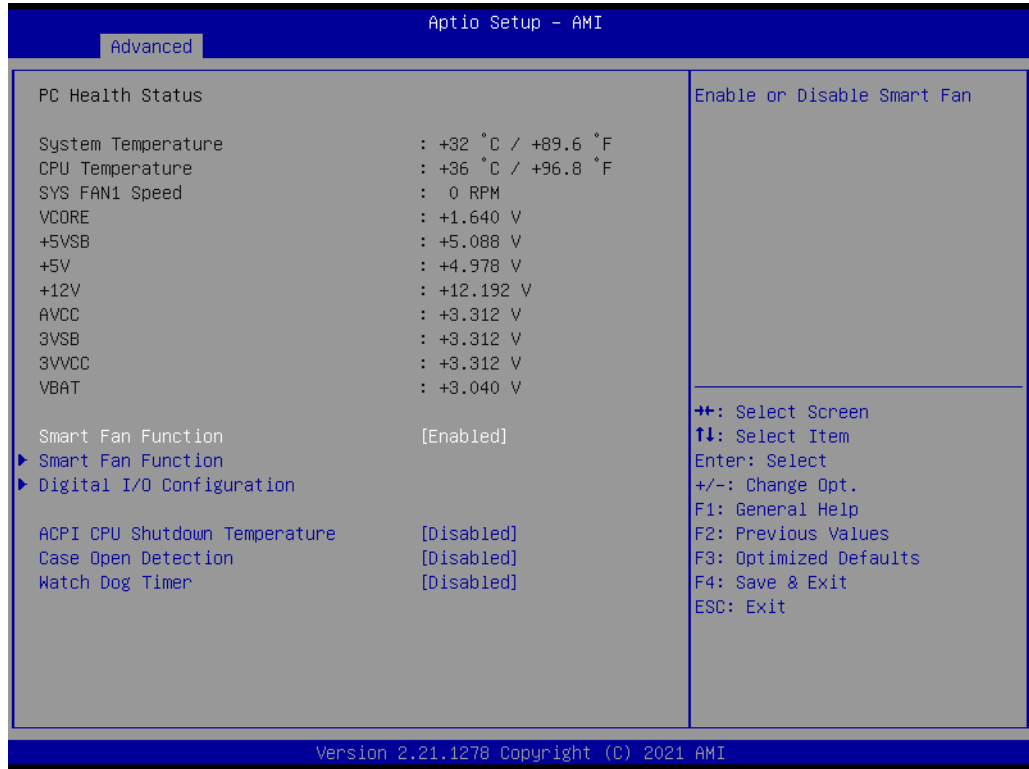 Aptio Setup – AMI
Advanced
PC Health Status
System Temperature : +32 °C / +89.6 °F
CPU Temperature : +36 °C / +96.8 °F
SYS FAN1 Speed : 0 RPM
VCORE : +1.640 V
+5VSB : +5.088 V
+5V : +4.978 V
+12V : +12.192 V
AVCC : +3.312 V
3VSB : +3.312 V
3VVCC : +3.312 V
VBAT : +3.040 V
Smart Fan Function [Enabled]
Smart Fan Function
Digital I/O Configuration
ACPI CPU Shutdown Temperature [Disabled]
Case Open Detection [Disabled]
Watch Dog Timer [Disabled]
Enable or Disable Smart Fan
→←: Select Screen
↑↓: Select Item
Enter: Select
+/-: Change Opt.
F1: General Help
F2: Previous Values
F3: Optimized Defaults
F4: Save & Exit
ESC: Exit
Version 2.21.1278 Copyright (C) 2021 AMI